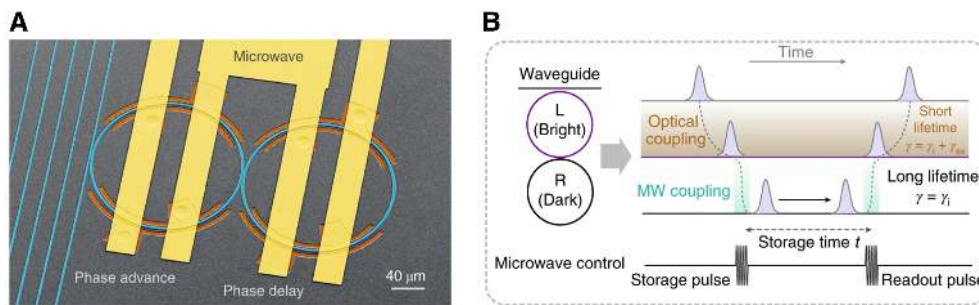 A
Microwave
Phase advance
Phase delay
40 μm
B
Time
Waveguide
L
(Bright)
R
(Dark)
Optical
coupling
Short
lifetime
γ = γᵢ + γₑₓ
MW coupling
Long lifetime
γ = γᵢ
Storage time t
Microwave control
Storage pulse
Readout pulse